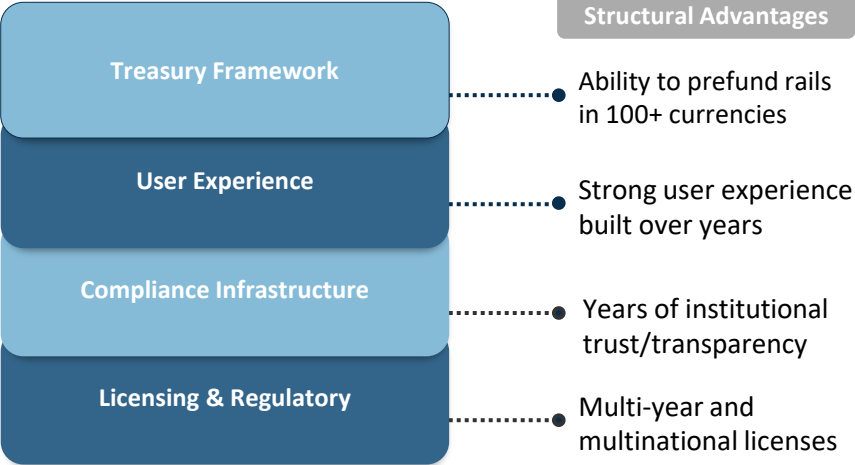 Structural Advantages
Treasury Framework
Ability to prefund rails
in 100+ currencies
User Experience
Strong user experience
built over years
Compliance Infrastructure
Years of institutional
trust/transparency
Licensing & Regulatory
Multi-year and
multinational licenses